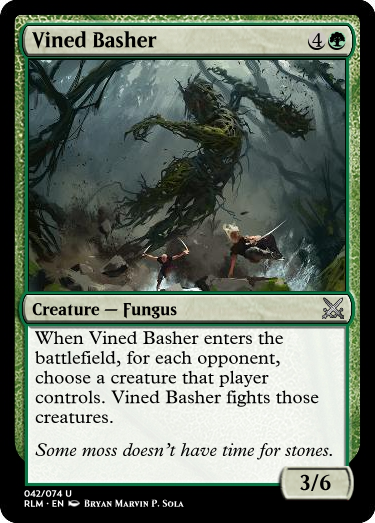 Vined Basher 4
Creature — Fungus
When Vined Basher enters the
battlefield, for each opponent,
choose a creature that player
controls. Vined Basher fights those
creatures.
Some moss doesn't have time for stones.
3/6
042/074 U
RLM • EN Bryan Marvin P. Sola